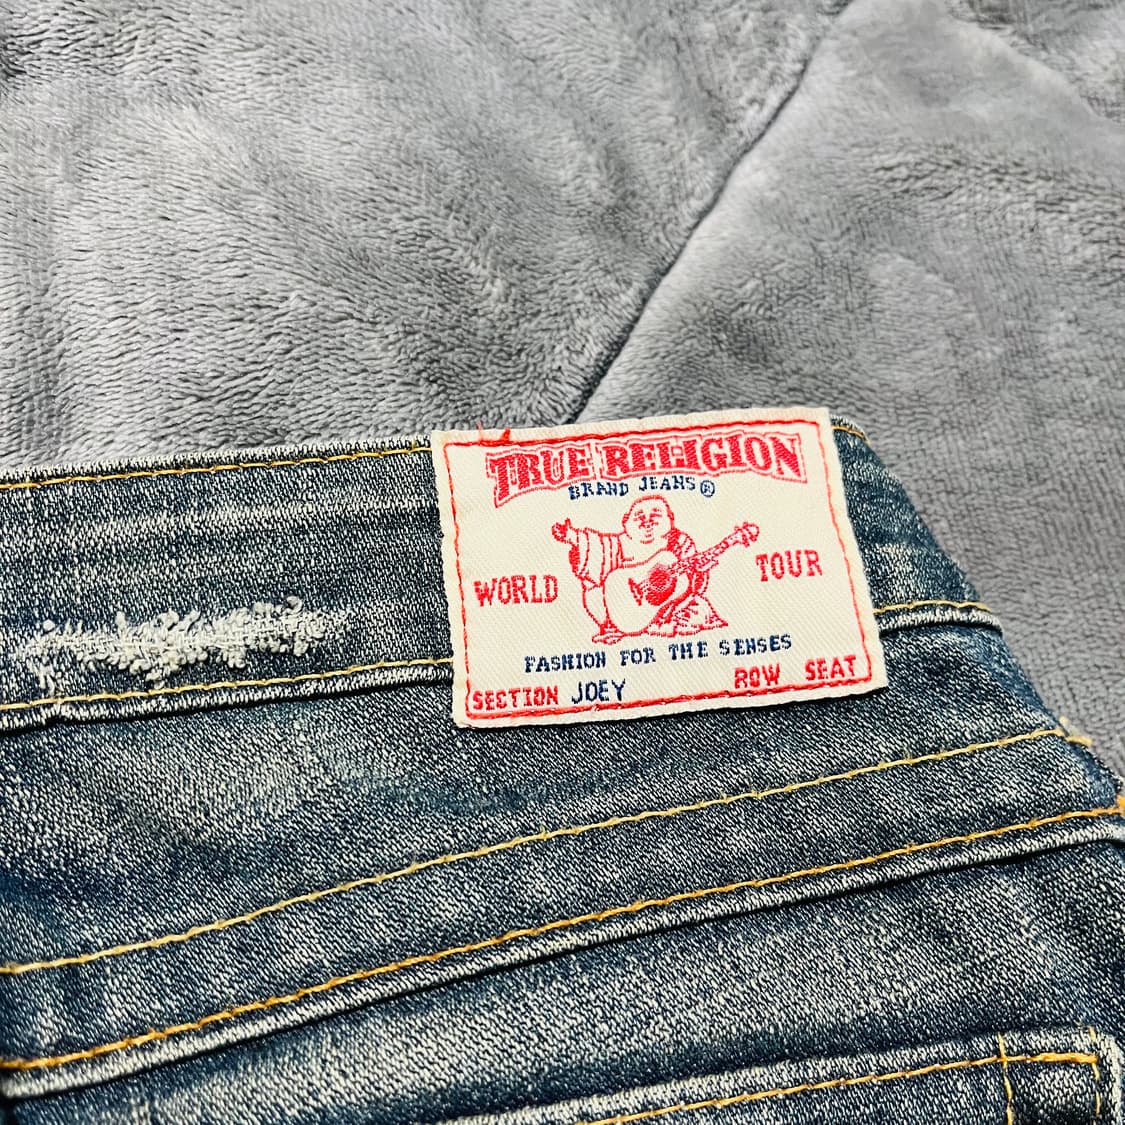 TRUE RELIGION
BRAND JEANS®
WORLD TOUR
FASHION FOR THE SENSES
SECTION JOEY ROW SEAT